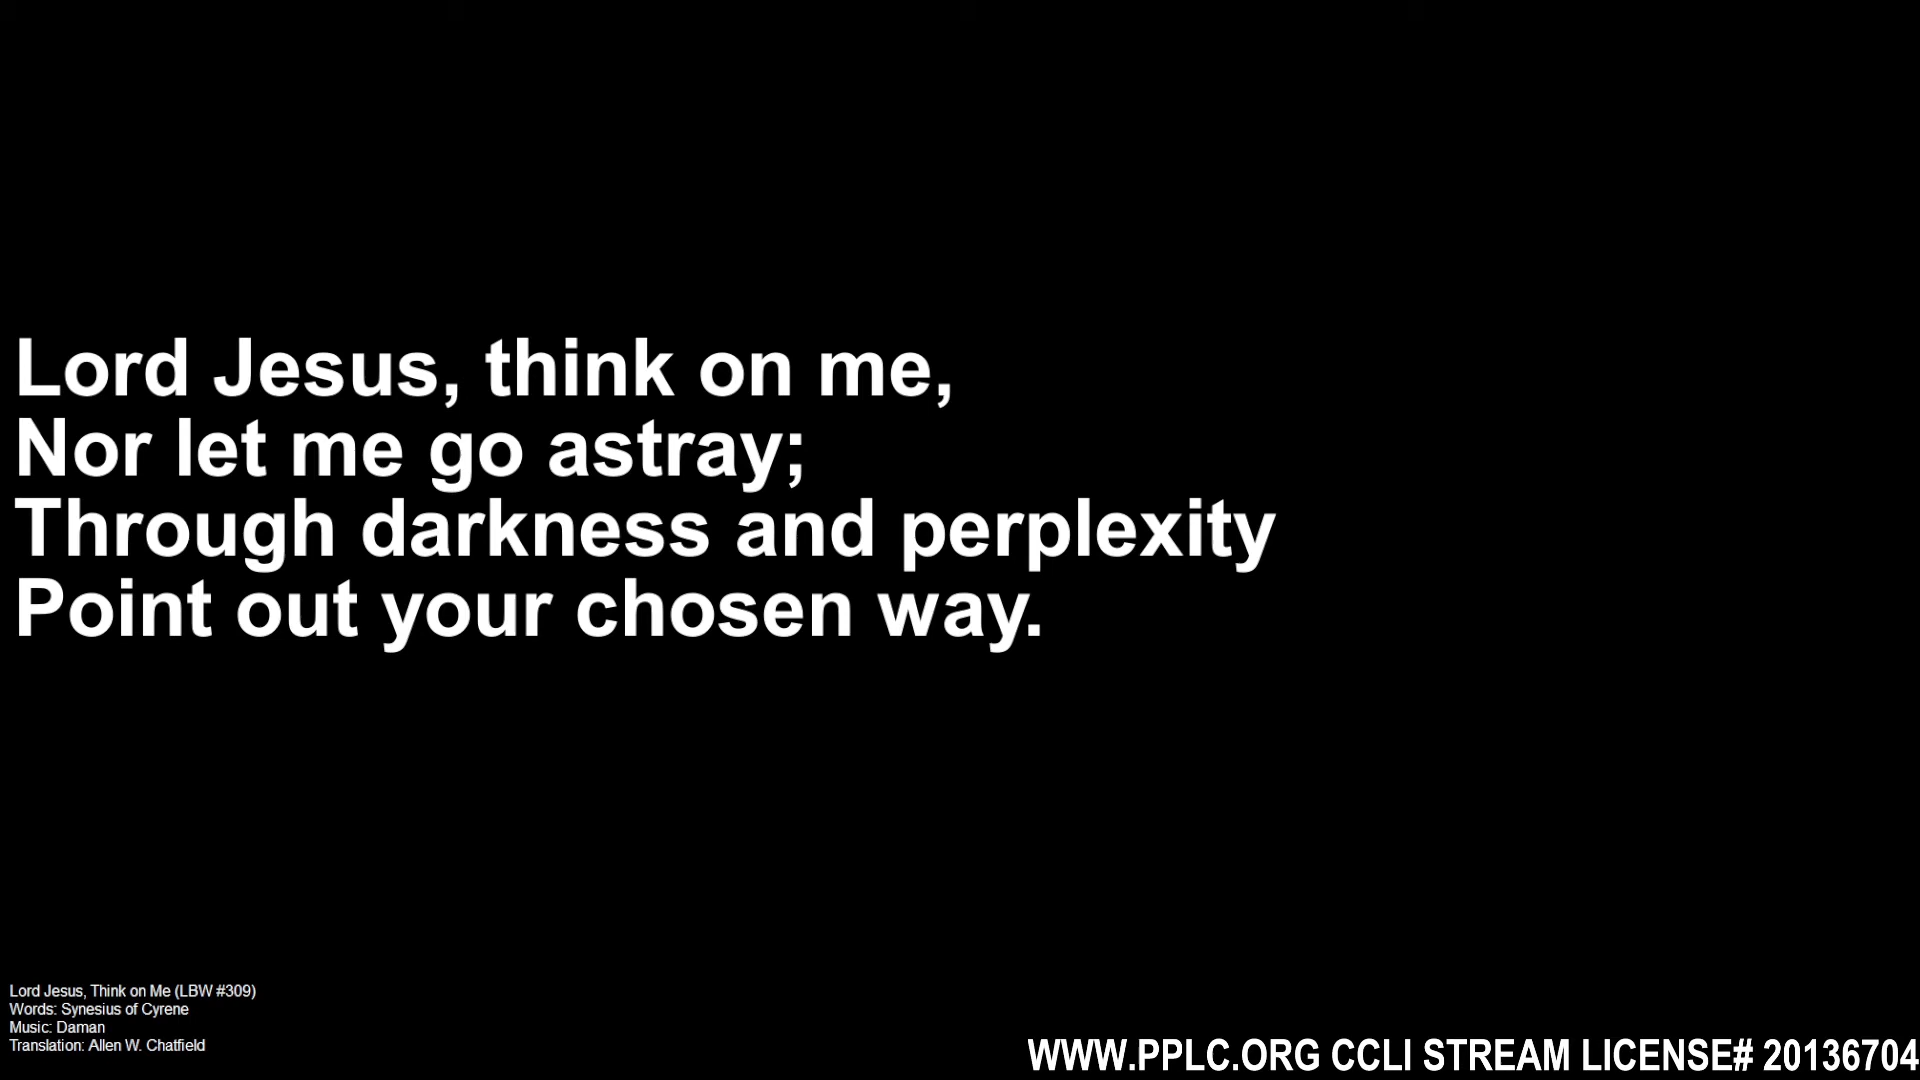 Lord Jesus, think on me,
Nor let me go astray;
Through darkness and perplexity
Point out your chosen way.
Lord Jesus, Think on Me (LBW #309)
Words: Synesius of Cyrene
Music: Daman
Translation: Allen W. Chatfield
WWW.PPLC.ORG CCLI STREAM LICENSE# 20136704